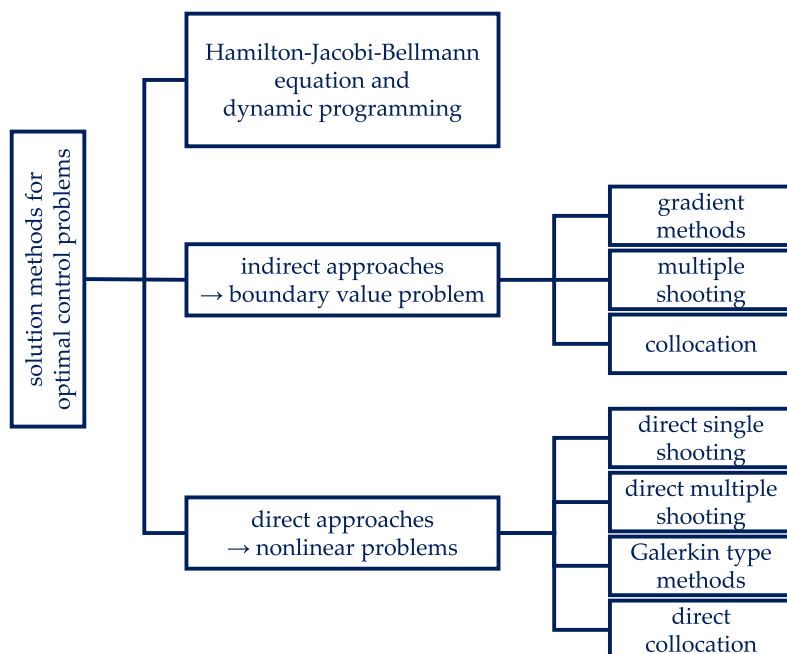 solution methods for
optimal control problems
Hamilton-Jacobi-Bellmann
equation and
dynamic programming
indirect approaches
→ boundary value problem
gradient
methods
multiple
shooting
collocation
direct approaches
→ nonlinear problems
direct single
shooting
direct multiple
shooting
Galerkin type
methods
direct
collocation